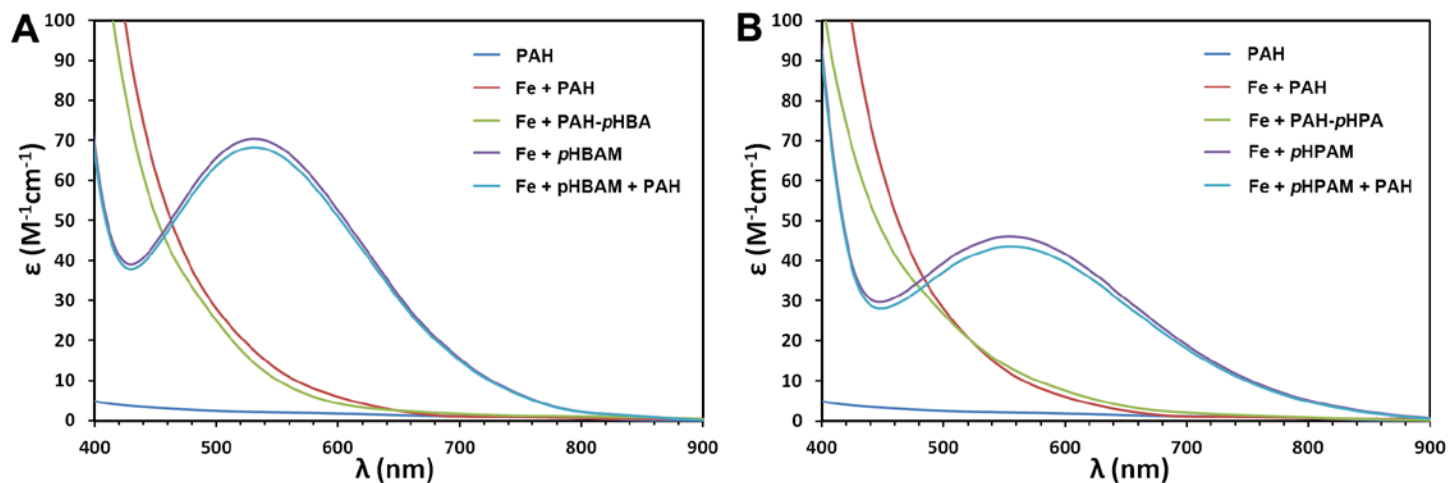 A
100
90
80
70
60
50
40
30
20
10
0
ε (M⁻¹cm⁻¹)
400
500
600
700
800
900
λ (nm)
PAH
Fe + PAH
Fe + PAH-pHBA
Fe + pHBAM
Fe + pHBAM + PAH
B
100
90
80
70
60
50
40
30
20
10
0
ε (M⁻¹cm⁻¹)
400
500
600
700
800
900
λ (nm)
PAH
Fe + PAH
Fe + PAH-pHPA
Fe + pHPAM
Fe + pHPAM + PAH